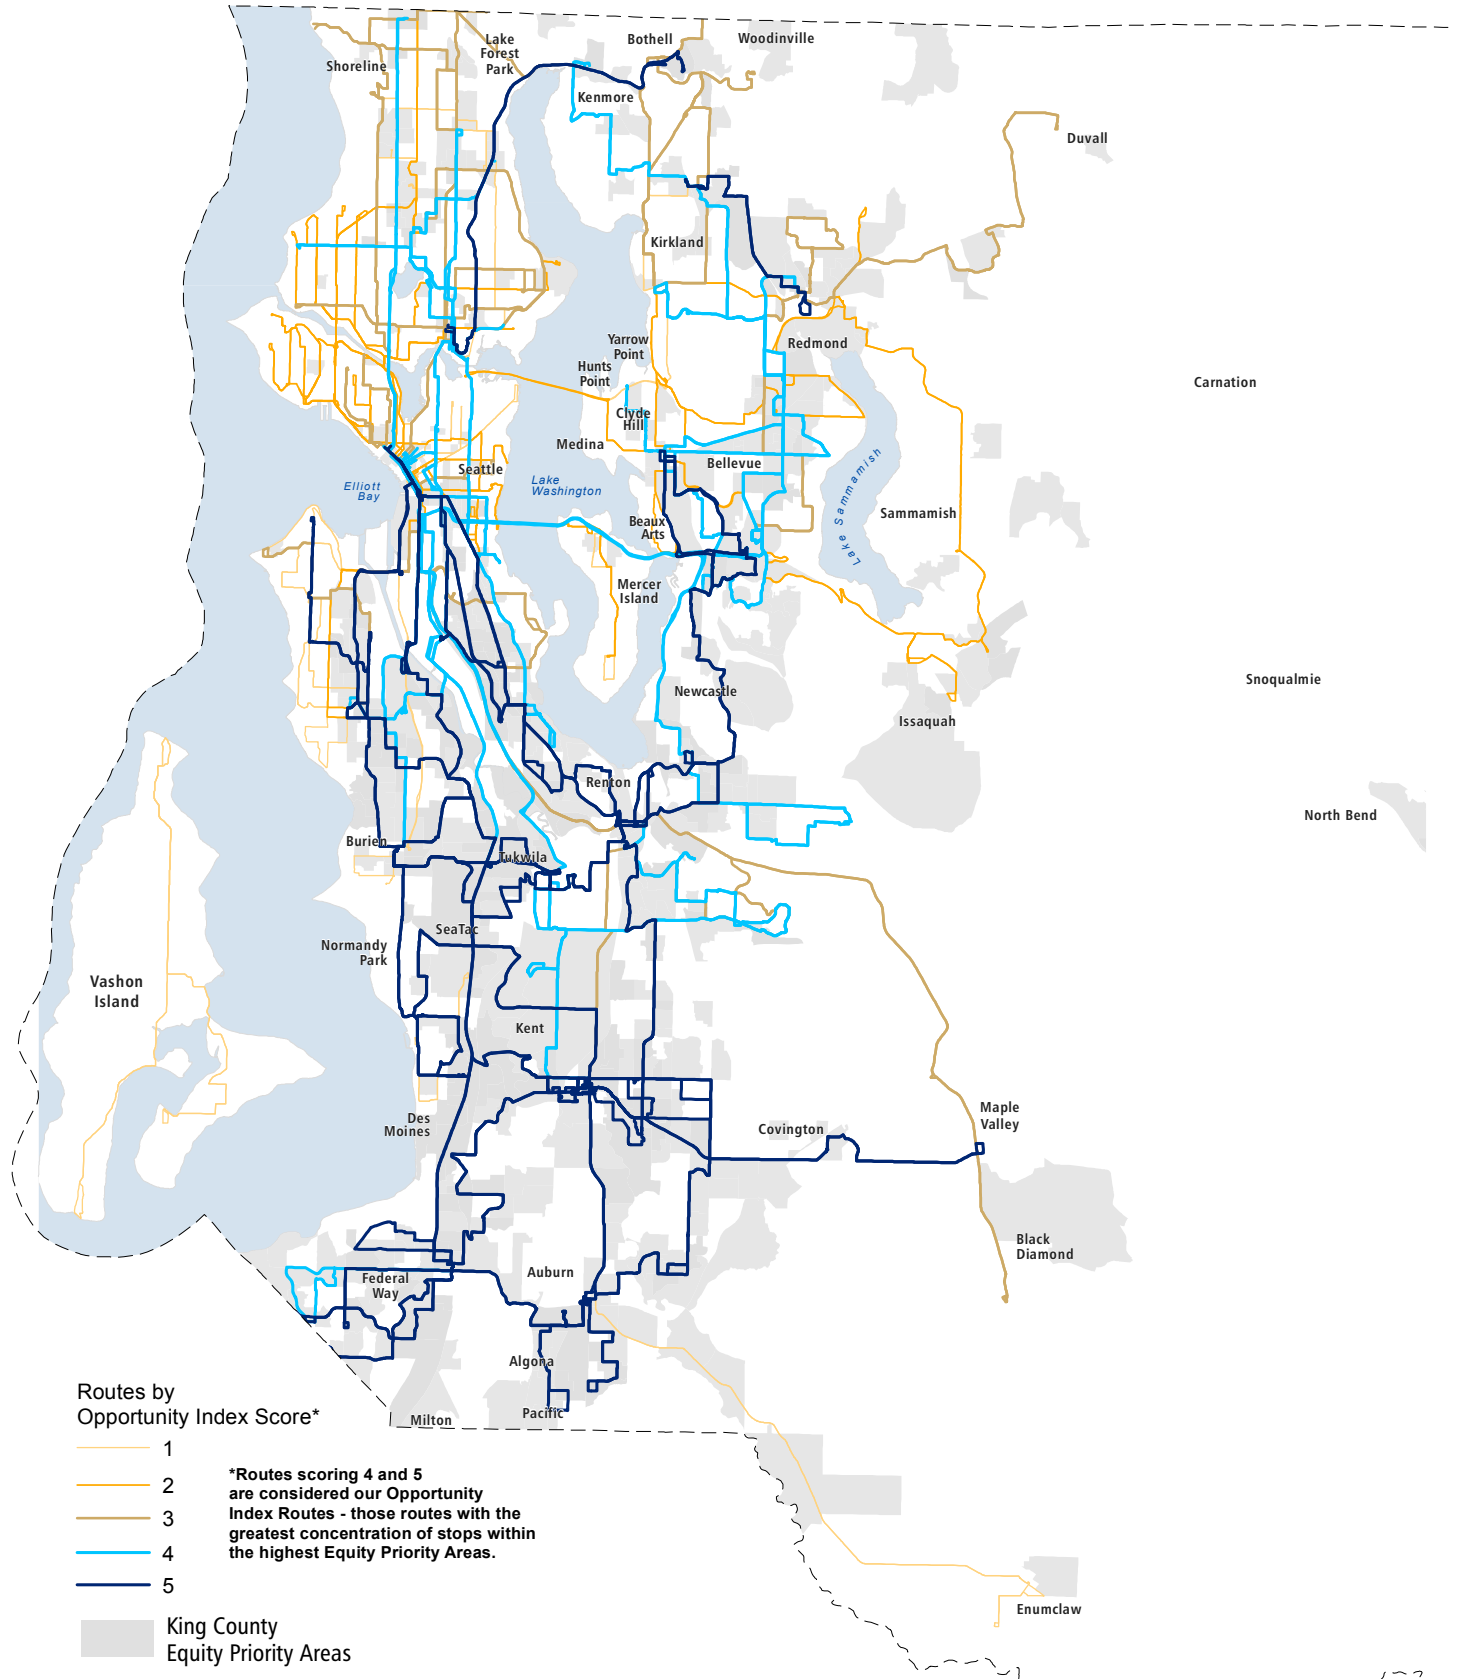 Lake
Forest
Park
Bothell
Woodinville
Shoreline
Kenmore
Duvall
Kirkland
Yarrow
Point
Redmond
Hunts
Point
Carnation
Clyde
Hill
Medina
Bellevue
Seattle
Elliott
Bay
Lake
Washington
Lake Sammamish
Sammamish
Beaux
Arts
Mercer
Island
Newcastle
Snoqualmie
Issaquah
Renton
North Bend
Burien
Tukwila
SeaTac
Normandy
Park
Vashon
Island
Kent
Des
Moines
Covington
Maple
Valley
Black
Diamond
Federal
Way
Auburn
Algona
Pacific
Milton
Routes by
Opportunity Index Score*
1
2
3
4
5
*Routes scoring 4 and 5
are considered our Opportunity
Index Routes - those routes with the
greatest concentration of stops within
the highest Equity Priority Areas.
King County
Equity Priority Areas
Enumclaw